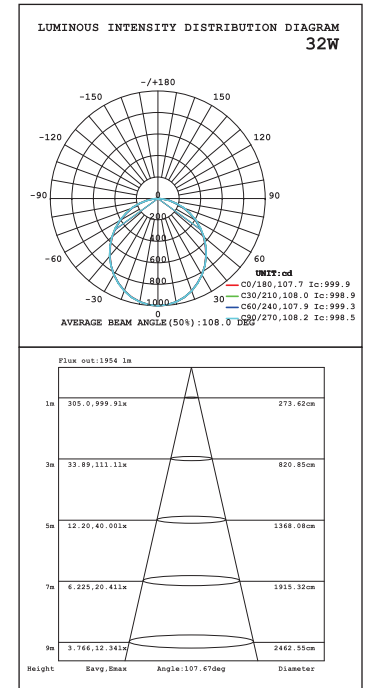 LUMINOUS INTENSITY DISTRIBUTION DIAGRAM
32W
-/+180
-150 150
-120 120
-90 90
-60 60
-30 30
0
0
200
400
600
800
1000
UNIT:cd
C0/180,107.7 Ic:999.9
C30/210,108.0 Ic:998.9
C60/240,107.9 Ic:999.3
C90/270,108.2 Ic:998.5
AVERAGE BEAM ANGLE(50%):108.0 DEG
Flux out:1954 lm
1m 305.0,999.9lx 273.62cm
3m 33.89,111.1lx 820.85cm
5m 12.20,40.00lx 1368.08cm
7m 6.225,20.41lx 1915.32cm
9m 3.766,12.34lx 2462.55cm
Height Eavg,Emax Angle:107.67deg Diameter